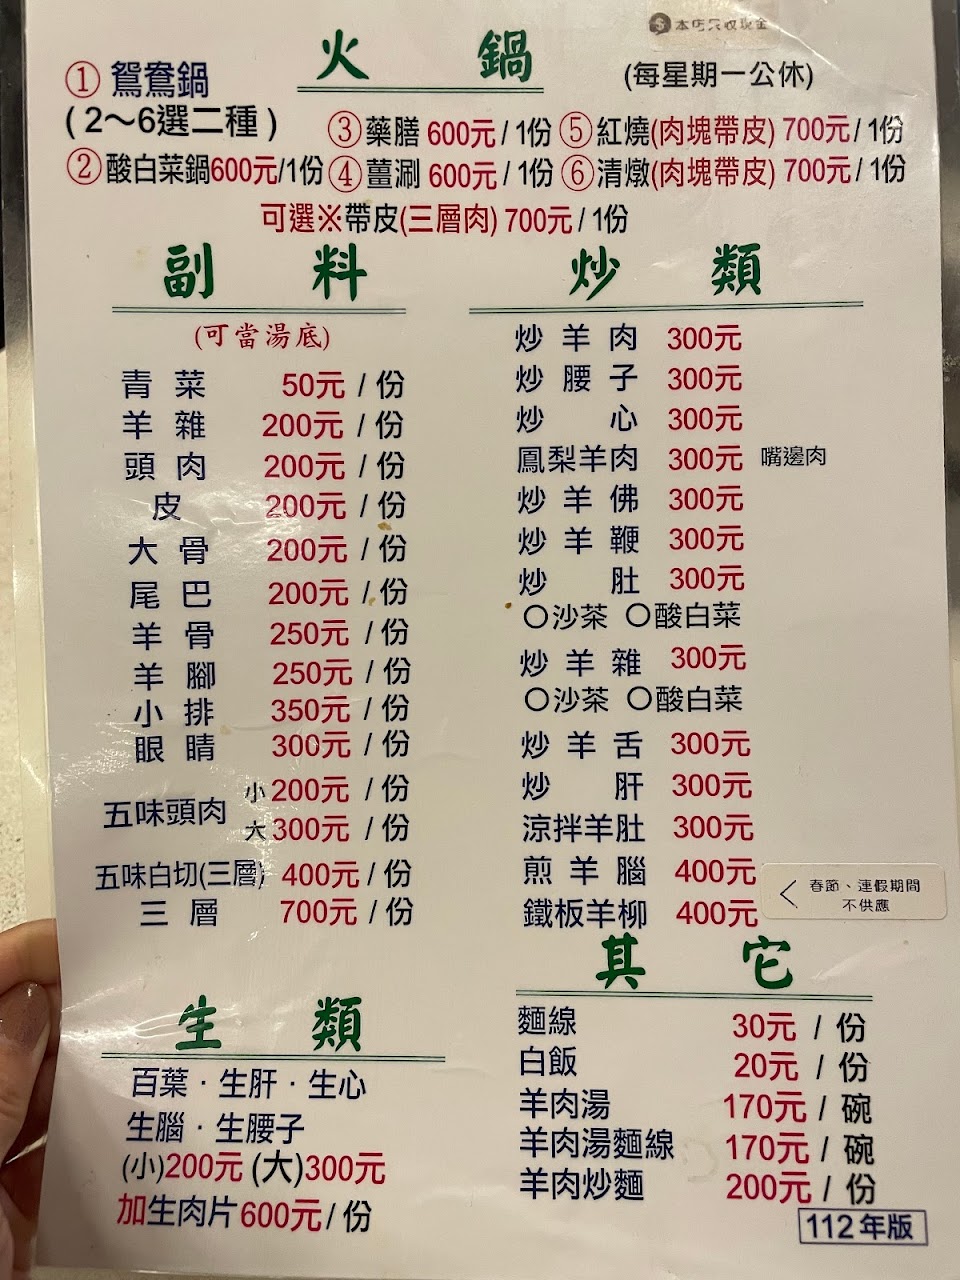 本店只收現金
火鍋
(每星期一公休)
① 鴛鴦鍋
(2～6選二種)
② 酸白菜鍋600元/1份
③ 藥膳 600元/1份
④ 薑涮 600元/1份
⑤ 紅燒(肉塊帶皮) 700元/1份
⑥ 清燉(肉塊帶皮) 700元/1份
可選※帶皮(三層肉) 700元/1份
副料
(可當湯底)
青菜 50元/份
羊雜 200元/份
頭肉 200元/份
皮 200元/份
大骨 200元/份
尾巴 200元/份
羊骨 250元/份
羊腳 250元/份
小排 350元/份
眼睛 300元/份
五味頭肉 小200元/份
大300元/份
五味白切(三層) 400元/份
三層 700元/份
生類
百葉·生肝·生心
生腦·生腰子
(小)200元 (大)300元
加生肉片600元/份
炒類
炒羊肉 300元
炒腰子 300元
炒心 300元
鳳梨羊肉 300元 嘴邊肉
炒羊佛 300元
炒羊鞭 300元
炒肚 300元
○沙茶 ○酸白菜
炒羊雜 300元
○沙茶 ○酸白菜
炒羊舌 300元
炒肝 300元
涼拌羊肚 300元
煎羊腦 400元
春節、連假期間
不供應
鐵板羊柳 400元
其它
麵線 30元/份
白飯 20元/份
羊肉湯 170元/碗
羊肉湯麵線 170元/碗
羊肉炒麵 200元/份
112年版